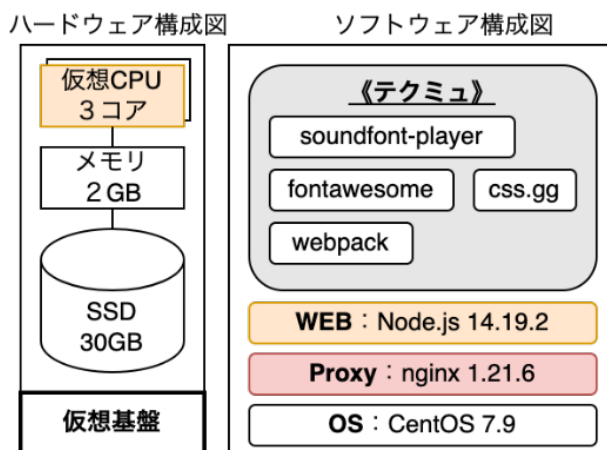 ハードウェア構成図
仮想CPU
３コア
メモリ
２GB
SSD
30GB
仮想基盤
ソフトウェア構成図
《テクミュ》
soundfont-player
fontawesome
css.gg
webpack
WEB：Node.js 14.19.2
Proxy：nginx 1.21.6
OS：CentOS 7.9